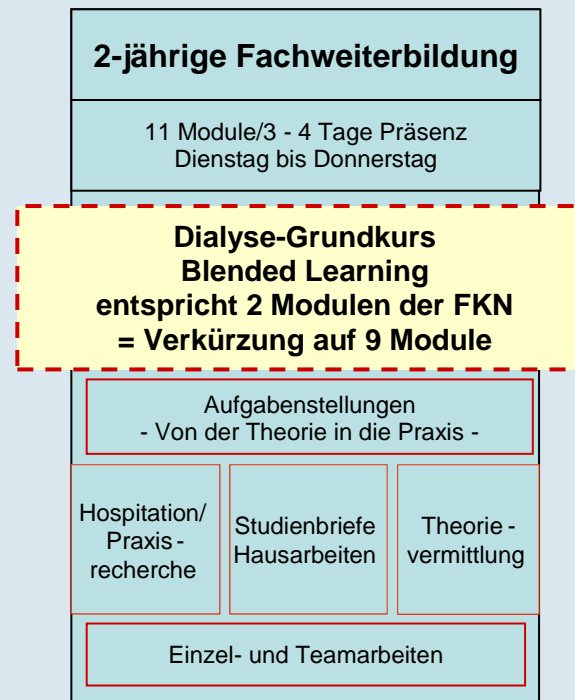 2-jährige Fachweiterbildung
11 Module/3 - 4 Tage Präsenz
Dienstag bis Donnerstag
Dialyse-Grundkurs
Blended Learning
entspricht 2 Modulen der FKN
= Verkürzung auf 9 Module
Aufgabenstellungen
- Von der Theorie in die Praxis -
Hospitation/
Praxis -
recherche
Studienbriefe
Hausarbeiten
Theorie -
vermittlung
Einzel- und Teamarbeiten